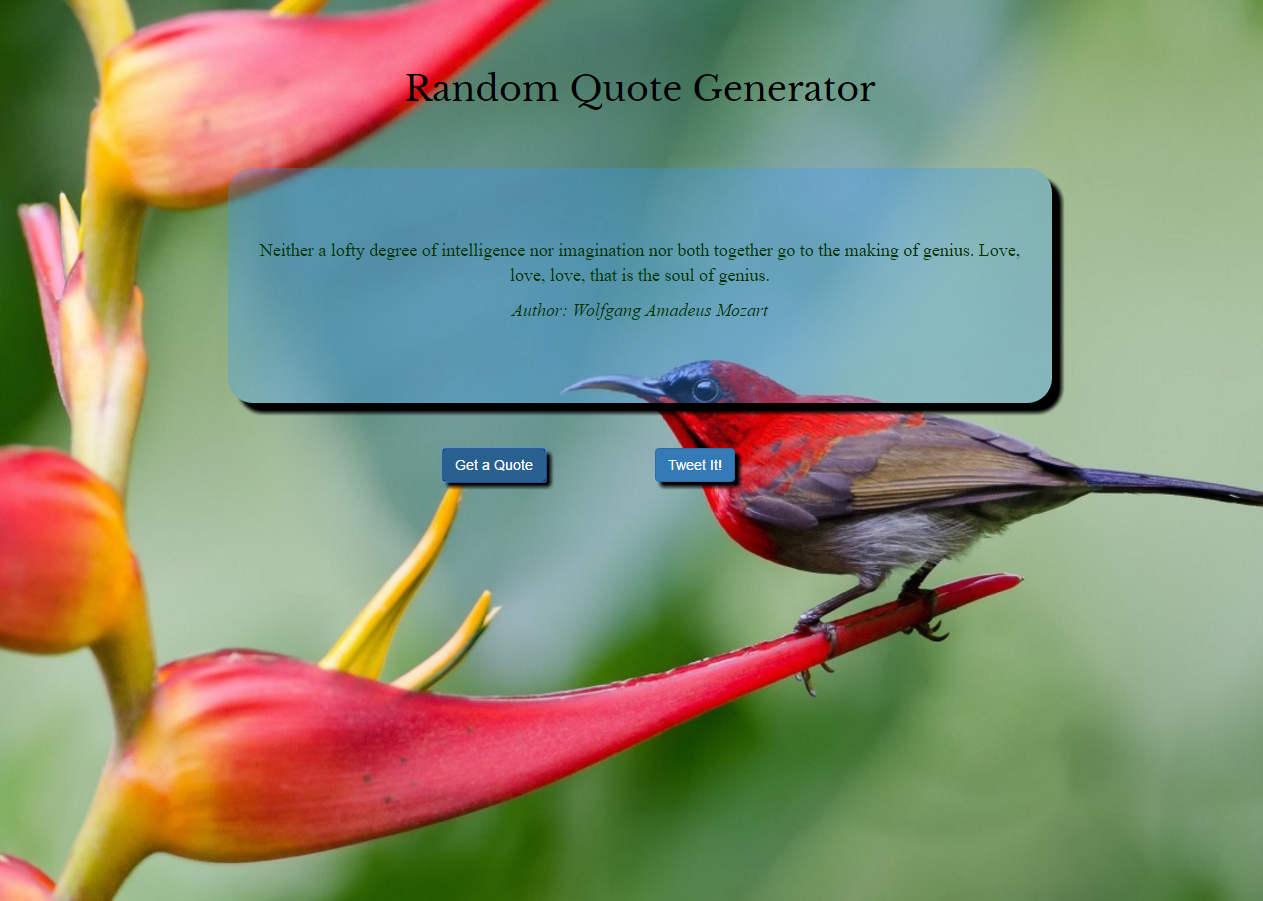 Random Quote Generator
Neither a lofty degree of intelligence nor imagination nor both together go to the making of genius. Love,
love, love, that is the soul of genius.
Author: Wolfgang Amadeus Mozart
Get a Quote
Tweet It!